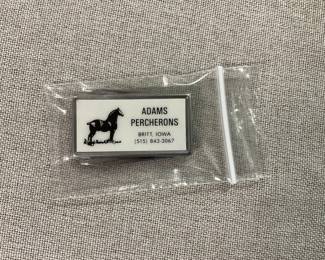 ADAMS
PERCHERONS
BRITT, IOWA
(515) 843-3067